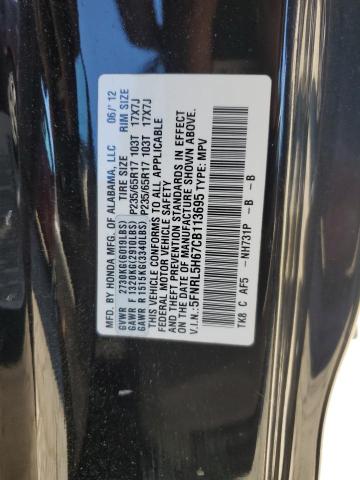 MFD. BY HONDA MFG. OF ALABAMA, LLC 06/'12
TIRE SIZE RIM SIZE
GVWR 2730KG(6019LBS)
GAWR F 1320KG(2910LBS) P235/65R17 103T 17X7J
GAWR R 1515KG(3340LBS) P235/65R17 103T 17X7J
THIS VEHICLE CONFORMS TO ALL APPLICABLE
FEDERAL MOTOR VEHICLE SAFETY AND
THEFT PREVENTION STANDARDS IN EFFECT
ON THE DATE OF MANUFACTURE SHOWN ABOVE.
V.I.N.:5FNRL5H67CB113695 TYPE: MPV
TK8 C AF5 -NH731P -B -B